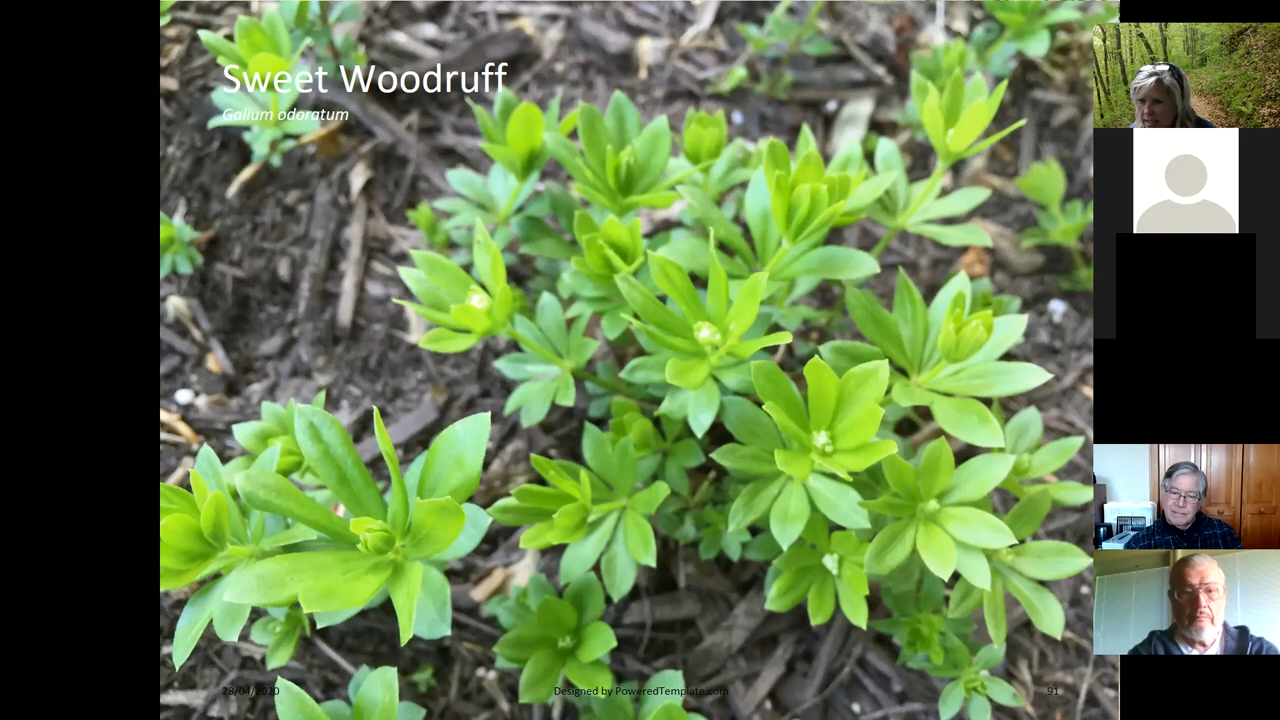 Sweet Woodruff
Galium odoratum
28/04/2020
Designed by PoweredTemplate.com
91